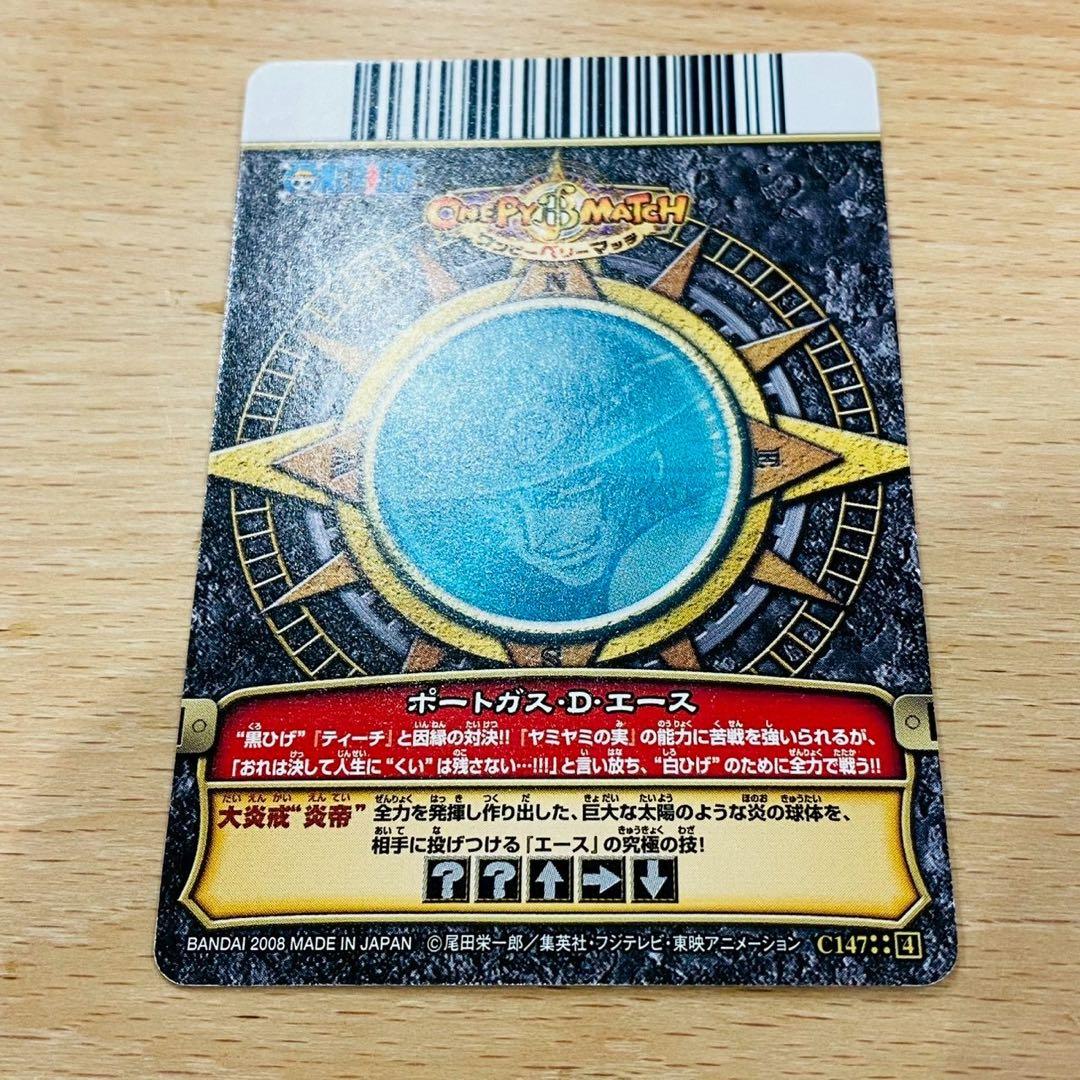 ONE PIECE
ONEPY MATCH
ワンピーベリーマッチ
N
E
S
ポートガス・D・エース
“黒ひげ”『ティーチ』と因縁の対決!!『ヤミヤミの実』の能力に苦戦を強いられるが、
「おれは決して人生に“くい”は残さない…!!!」と言い放ち、“白ひげ”のために全力で戦う!!
大炎戒“炎帝” 全力を発揮し作り出した、巨大な太陽のような炎の球体を、
相手に投げつける『エース』の究極の技!
? ? ↑ → ↓
BANDAI 2008 MADE IN JAPAN ©尾田栄一郎／集英社・フジテレビ・東映アニメーション C147 4